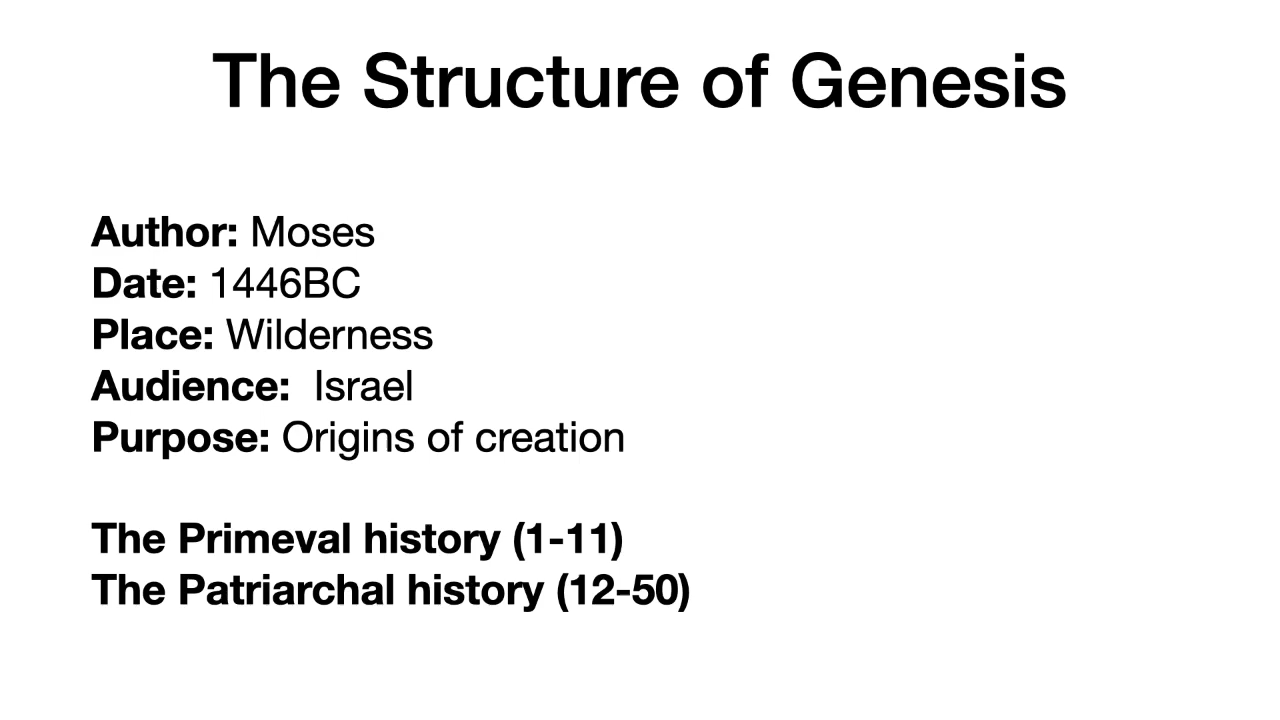 The Structure of Genesis
Author: Moses
Date: 1446BC
Place: Wilderness
Audience:  Israel
Purpose: Origins of creation
The Primeval history (1-11)
The Patriarchal history (12-50)